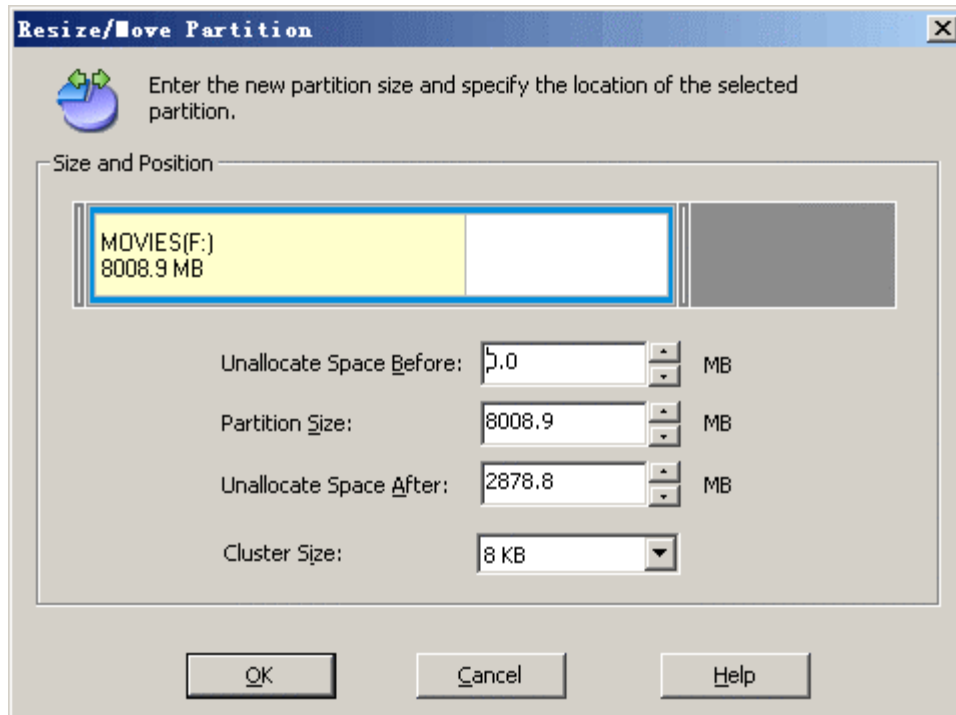 Resize/Move Partition
Enter the new partition size and specify the location of the selected
partition.
Size and Position
MOVIES(F:)
8008.9 MB
Unallocate Space Before: 0.0 MB
Partition Size: 8008.9 MB
Unallocate Space After: 2878.8 MB
Cluster Size: 8 KB
OK Cancel Help